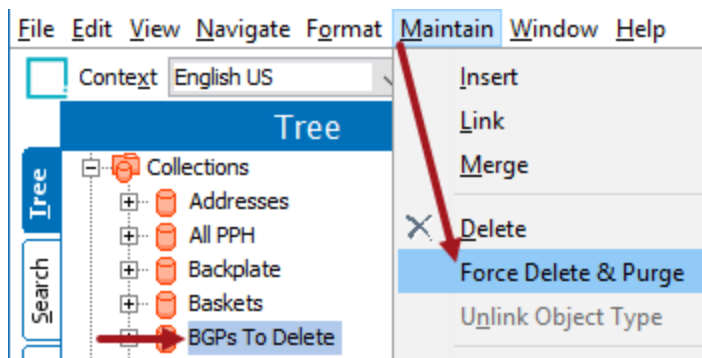 File Edit View Navigate Format Maintain Window Help
Context English US
Insert
Tree
Link
Collections
Merge
Tree
Addresses
All PPH
Delete
Backplate
Force Delete & Purge
Search
Baskets
Unlink Object Type
BGPs To Delete